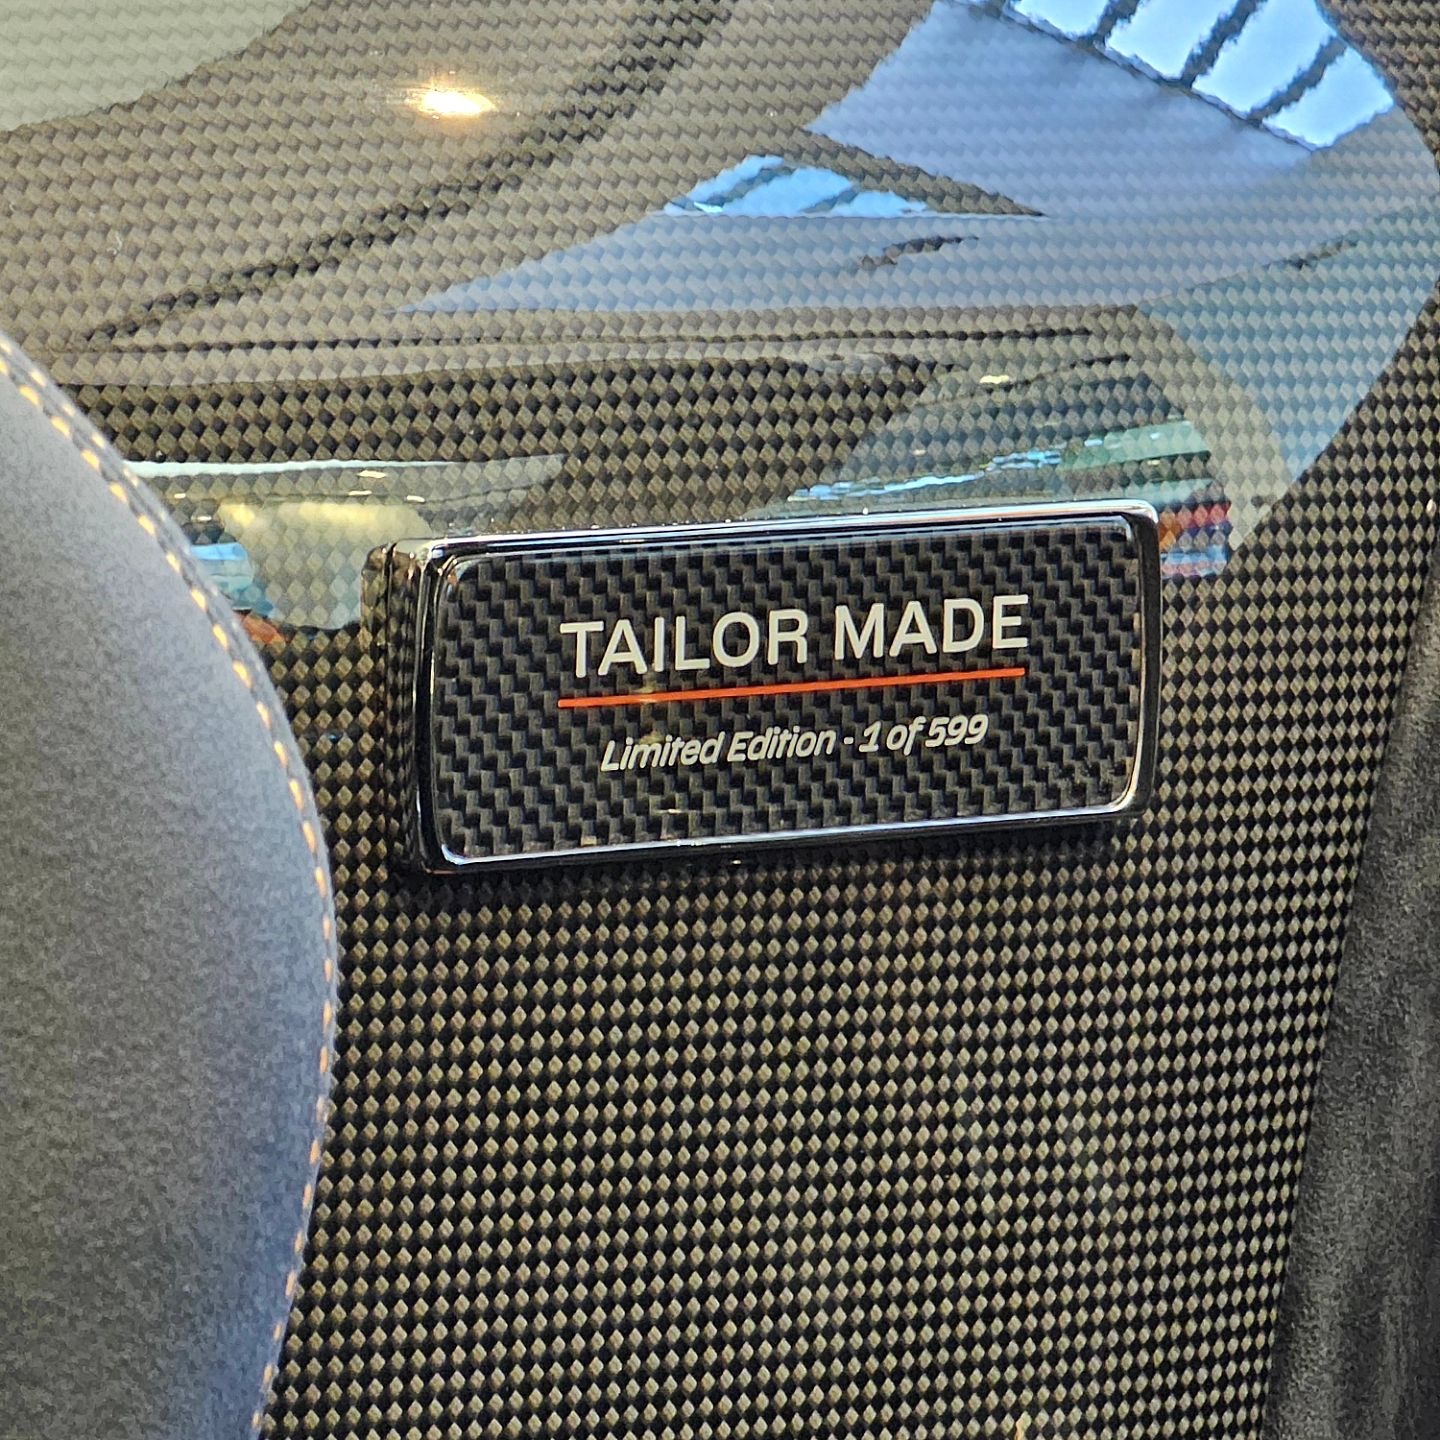 TAILOR MADE
Limited Edition - 1 of 599